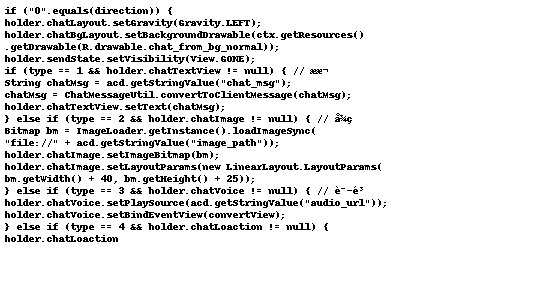 if ("0".equals(direction)) {
holder.chatLayout.setGravity(Gravity.LEFT);
holder.chatBgLayout.setBackgroundDrawable(ctx.getResources()
.getDrawable(R.drawable.chat_from_bg_normal));
holder.sendState.setVisibility(View.GONE);
if (type == 1 && holder.chatTextView != null) { // ææ¬
String chatMsg = acd.getStringValue("chat_msg");
chatMsg = ChatMessageUtil.convertToClientMessage(chatMsg);
holder.chatTextView.setText(chatMsg);
} else if (type == 2 && holder.chatImage != null) { // å¾ç
Bitmap bm = ImageLoader.getInstance().loadImageSync(
"file://" + acd.getStringValue("image_path"));
holder.chatImage.setImageBitmap(bm);
holder.chatImage.setLayoutParams(new LinearLayout.LayoutParams(
bm.getWidth() + 40, bm.getHeight() + 25));
} else if (type == 3 && holder.chatVoice != null) { // è¯­é³
holder.chatVoice.setPlaySource(acd.getStringValue("audio_url"));
holder.chatVoice.setBindEventView(convertView);
} else if (type == 4 && holder.chatLoaction != null) {
holder.chatLoaction